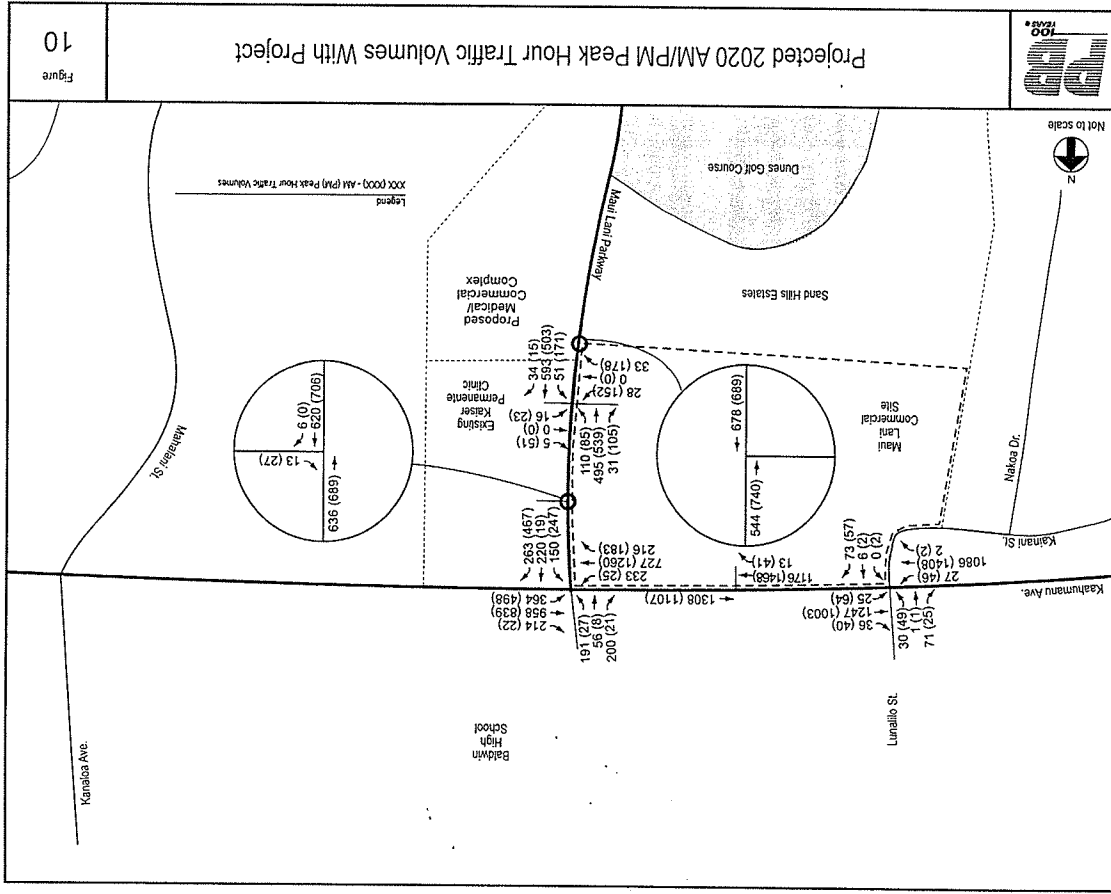 PB
100
YEARS
Projected 2020 AM/PM Peak Hour Traffic Volumes With Project
Figure
10
Not to scale
N
Legend
XXX (XXX) - AM (PM) Peak Hour Traffic Volumes
Dunes Golf Course
Maui Lani Parkway
Sand Hills Estates
Proposed
Medical/
Commercial
Complex
Existing
Kaiser
Permanente
Clinic
Maui
Lani
Commercial
Site
Nakoa Dr.
Kainani St.
Mahalani St.
Kaahumanu Ave.
Lunalilo St.
Baldwin
High
School
Kanaloa Ave.
34 (15)
593 (503)
51 (171)
33 (178)
0 (0)
28 (152)
16 (23)
0 (0)
5 (51)
110 (85)
495 (539)
31 (105)
678 (689)
544 (740)
6 (0)
620 (706)
13 (27)
636 (689)
263 (467)
220 (19)
150 (247)
216 (183)
727 (1260)
233 (25)
364 (498)
958 (839)
214 (22)
191 (27)
56 (8)
200 (21)
13 (41)
1176 (1468)
1308 (1107)
73 (57)
6 (2)
0 (2)
2 (2)
1086 (1408)
27 (46)
25 (64)
1247 (1003)
36 (40)
30 (49)
1 (1)
71 (25)